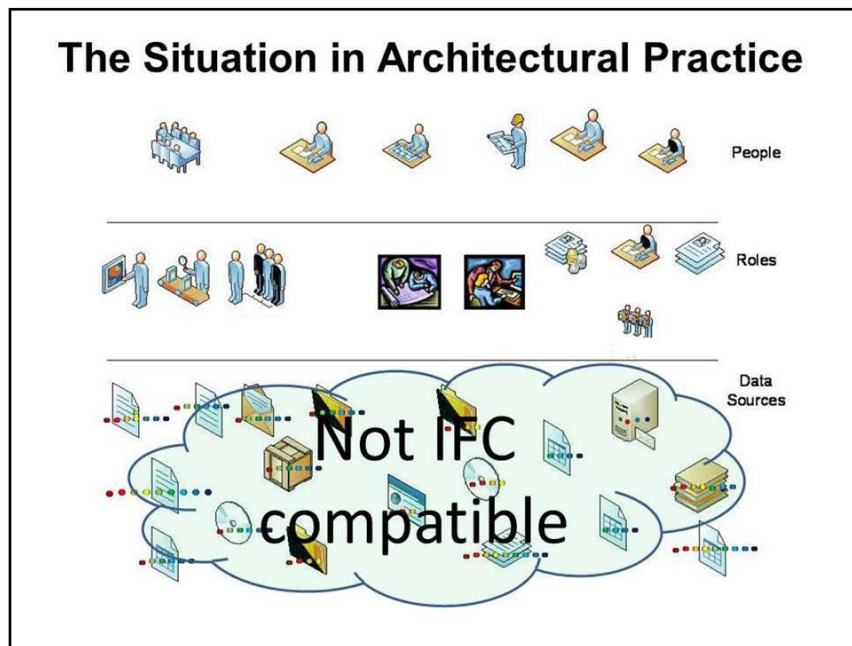 The Situation in Architectural Practice
People
Roles
Data
Sources
Not IFC
compatible